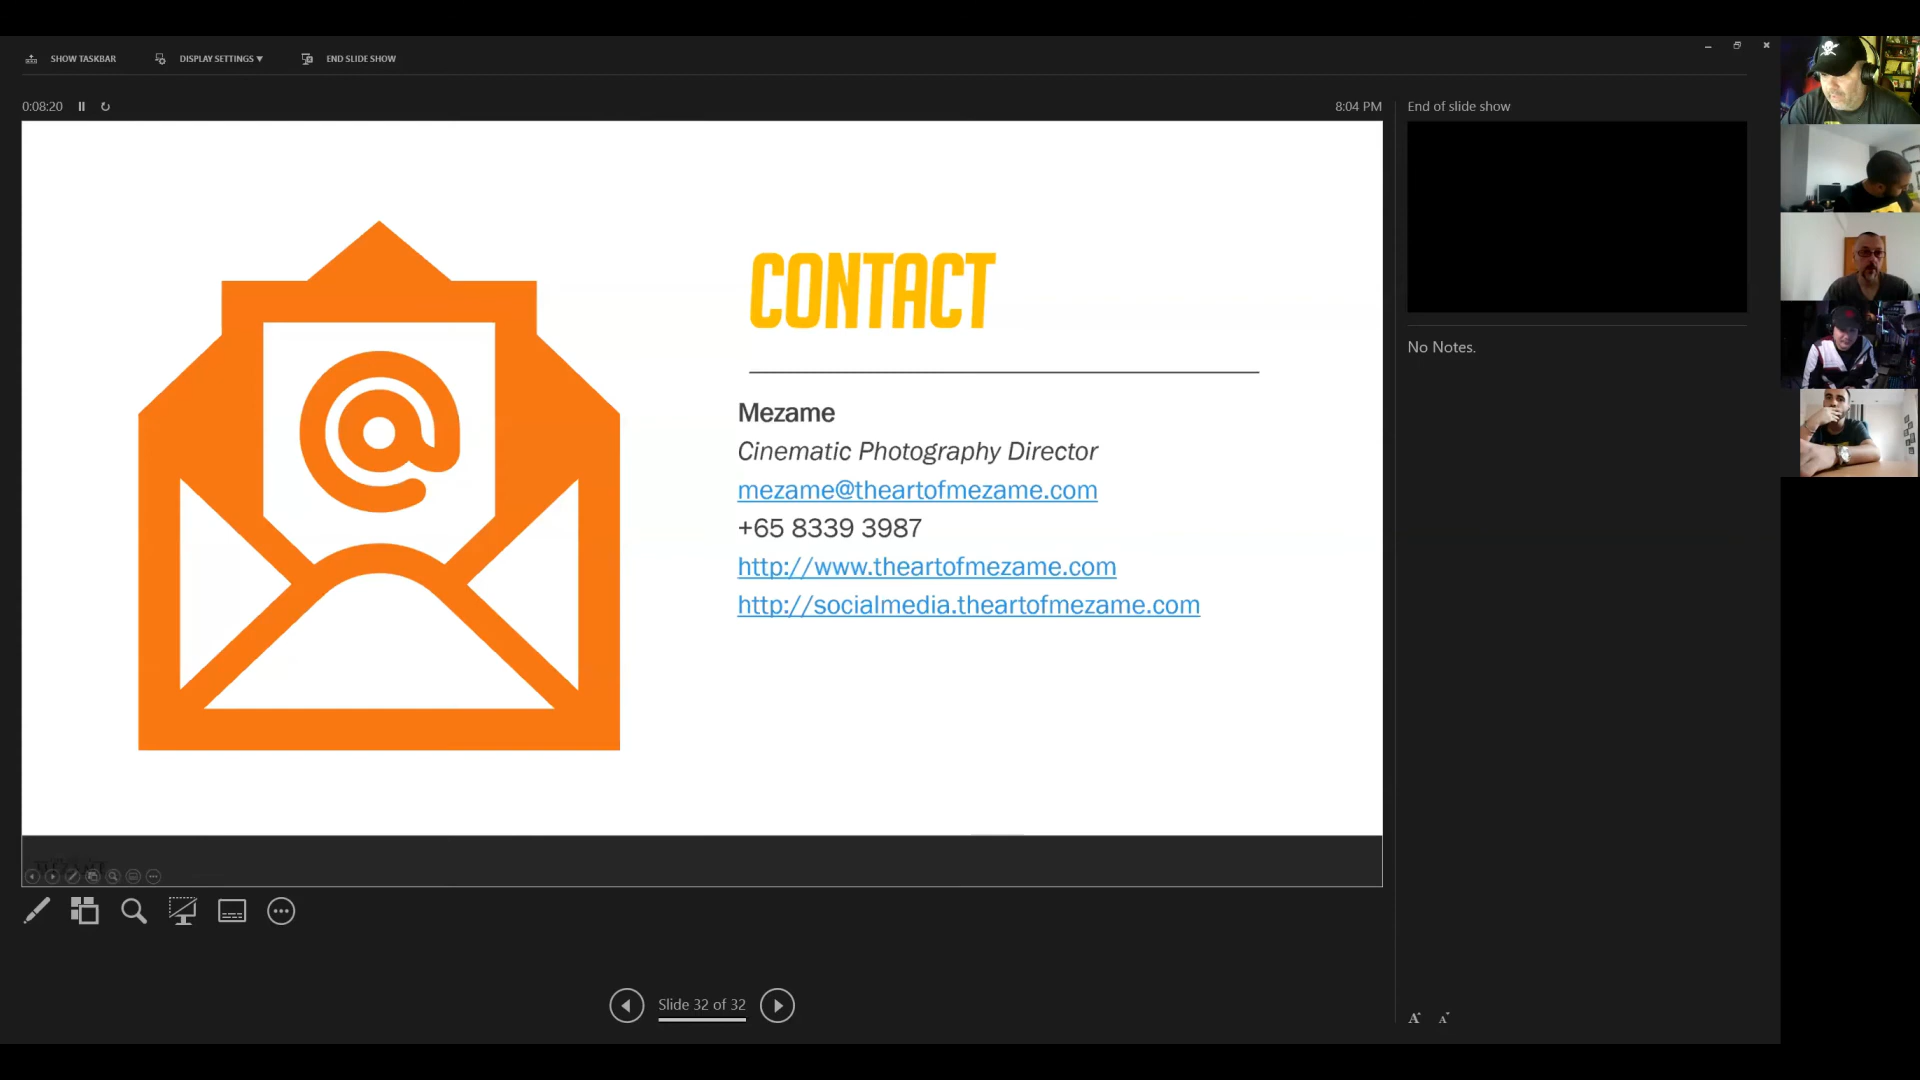 SHOW TASKBAR DISPLAY SETTINGS ▾ END SLIDE SHOW
0:08:20 8:04 PM
End of slide show
CONTACT
No Notes.
Mezame
Cinematic Photography Director
mezame@theartofmezame.com
+65 8339 3987
http://www.theartofmezame.com
http://socialmedia.theartofmezame.com
Slide 32 of 32
A A